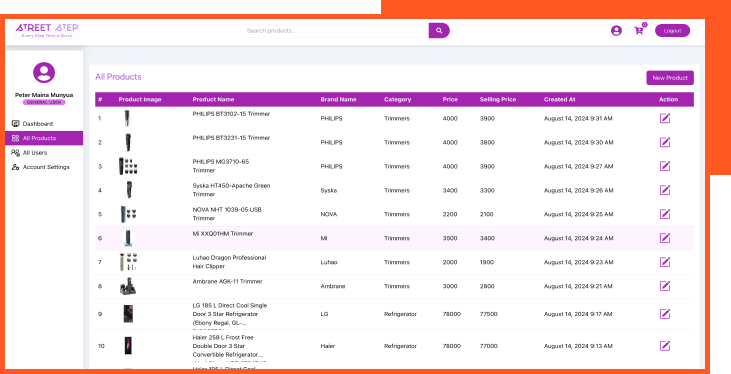 STREET STEP
Every Step Tells a Story
Search products...
0
Logout
Peter Maina Munyua
GENERAL USER
Dashboard
All Products
All Users
Account Settings
All Products
New Product
# Product Image Product Name Brand Name Category Price Selling Price Created At Action
1 PHILIPS BT3102-15 Trimmer PHILIPS Trimmers 4000 3900 August 14, 2024 9:31 AM
2 PHILIPS BT3231-15 Trimmer PHILIPS Trimmers 4000 3800 August 14, 2024 9:30 AM
3 PHILIPS MG3710-65
Trimmer PHILIPS Trimmers 4000 3900 August 14, 2024 9:27 AM
4 Syska HT450-Apache Green
Trimmer Syska Trimmers 3400 3300 August 14, 2024 9:26 AM
5 NOVA NHT 1039-05 USB
Trimmer NOVA Trimmers 2200 2100 August 14, 2024 9:25 AM
6 Mi XXQ01HM Trimmer MI Trimmers 3500 3400 August 14, 2024 9:24 AM
7 Luhao Dragon Professional
Hair Clipper Luhao Trimmers 2000 1900 August 14, 2024 9:23 AM
8 Ambrane AGK-11 Trimmer Ambrane Trimmers 3000 2800 August 14, 2024 9:21 AM
9 LG 185 L Direct Cool Single
Door 3 Star Refrigerator
(Ebony Regal, GL-... LG Refrigerator 78000 77500 August 14, 2024 9:17 AM
10 Haier 258 L Frost Free
Double Door 3 Star
Convertible Refrigerator... Haier Refrigerator 78000 77000 August 14, 2024 9:13 AM